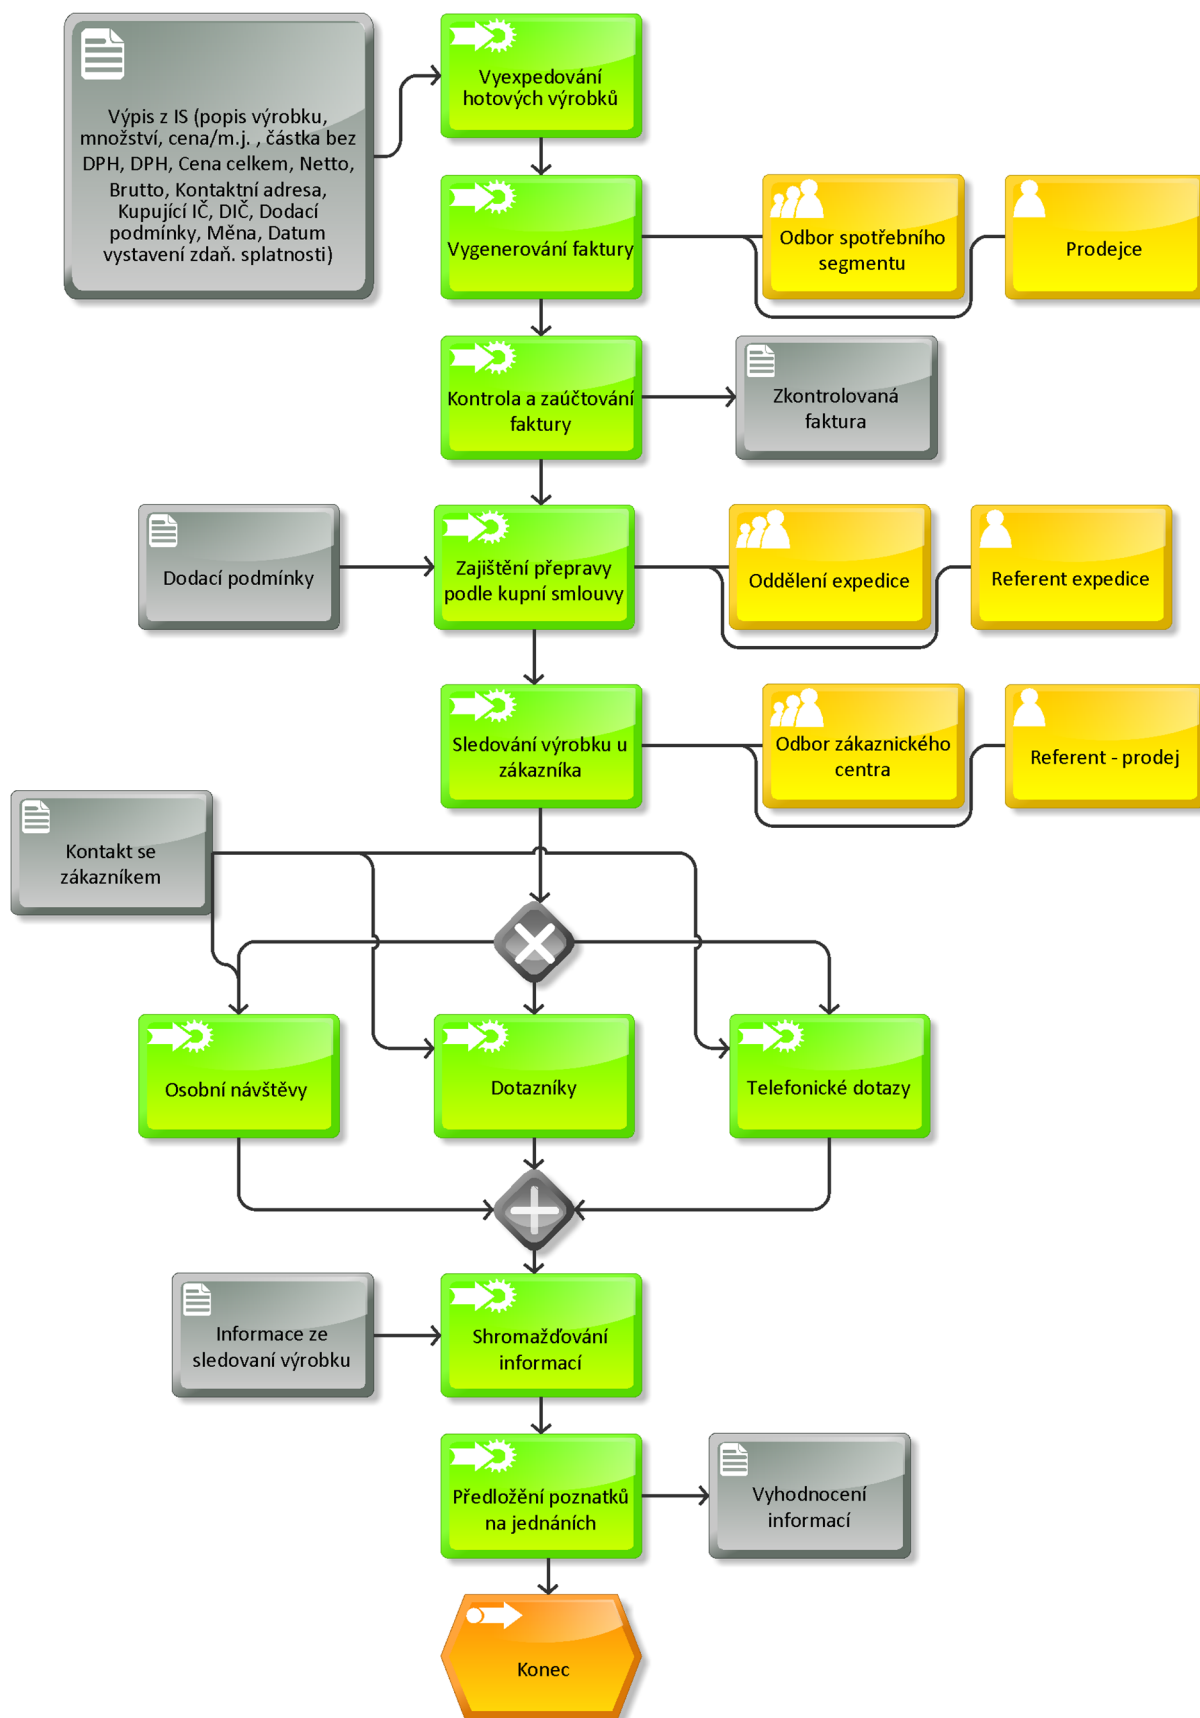 Výpis z IS (popis výrobku,
množství, cena/m.j. , částka bez
DPH, DPH, Cena celkem, Netto,
Brutto, Kontaktní adresa,
Kupující IČ, DIČ, Dodací
podmínky, Měna, Datum
vystavení zdaň. splatnosti)
Vyexpedování
hotových výrobků
Vygenerování faktury
Odbor spotřebního
segmentu
Prodejce
Kontrola a zaúčtování
faktury
Zkontrolovaná
faktura
Dodací podmínky
Zajištění přepravy
podle kupní smlouvy
Oddělení expedice
Referent expedice
Sledování výrobku u
zákazníka
Odbor zákaznického
centra
Referent - prodej
Kontakt se
zákazníkem
Osobní návštěvy
Dotazníky
Telefonické dotazy
Informace ze
sledovaní výrobku
Shromažďování
informací
Předložení poznatků
na jednáních
Vyhodnocení
informací
Konec